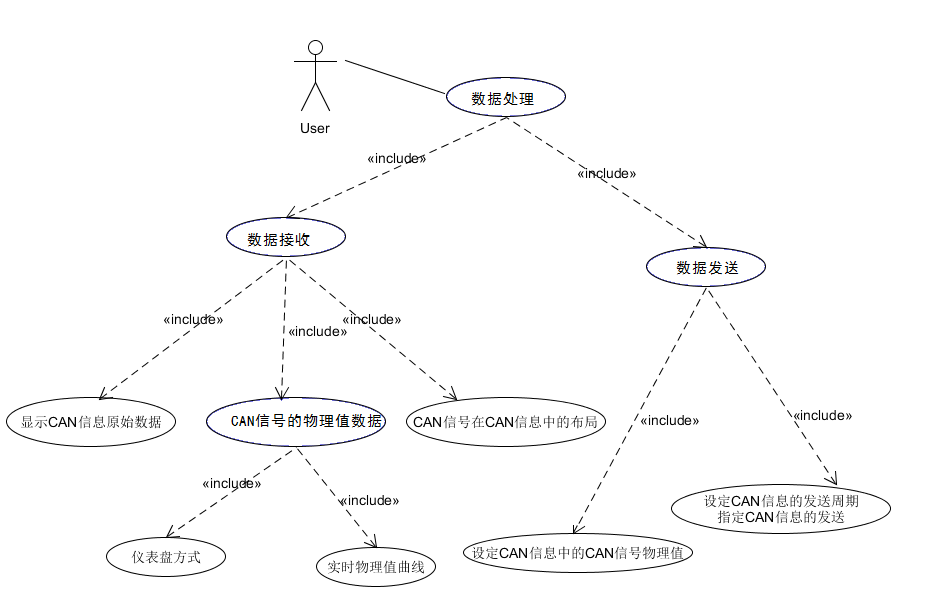 数据处理
User
«include»
«include»
数据接收
数据发送
«include»
«include»
«include»
显示CAN信息原始数据
CAN信号的物理值数据
CAN信号在CAN信息中的布局
«include»
«include»
«include»
«include»
设定CAN信息的发送周期
指定CAN信息的发送
仪表盘方式
实时物理值曲线
设定CAN信息中的CAN信号物理值